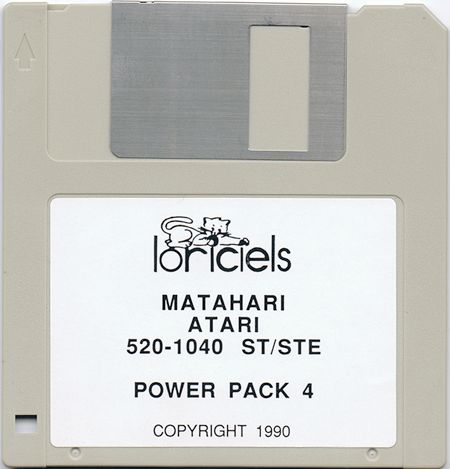 loriciels
MATAHARI
ATARI
520-1040 ST/STE
POWER PACK 4
COPYRIGHT 1990